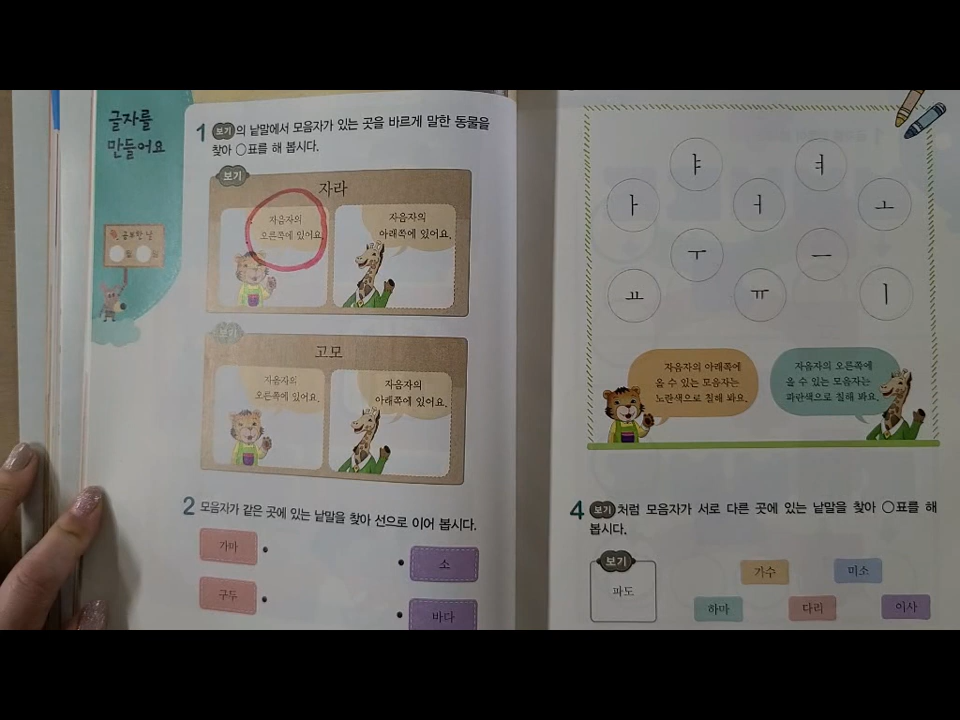 글자를
만들어요
공부한 날
1 보기의 낱말에서 모음자가 있는 곳을 바르게 말한 동물을
찾아 ○표를 해 봅시다.
보기
자라
자음자의
오른쪽에 있어요.
자음자의
아래쪽에 있어요.
보기
고모
자음자의
오른쪽에 있어요.
자음자의
아래쪽에 있어요.
2 모음자가 같은 곳에 있는 낱말을 찾아 선으로 이어 봅시다.
가마
소
구두
바다
ㅑ ㅕ
ㅏ ㅓ ㅗ
ㅜ ㅡ
ㅛ ㅠ ㅣ
자음자의 아래쪽에
올 수 있는 모음자는
노란색으로 칠해 봐요.
자음자의 오른쪽에
올 수 있는 모음자는
파란색으로 칠해 봐요.
4 보기처럼 모음자가 서로 다른 곳에 있는 낱말을 찾아 ○표를 해
봅시다.
보기
파도
가수
미소
하마
다리
이사